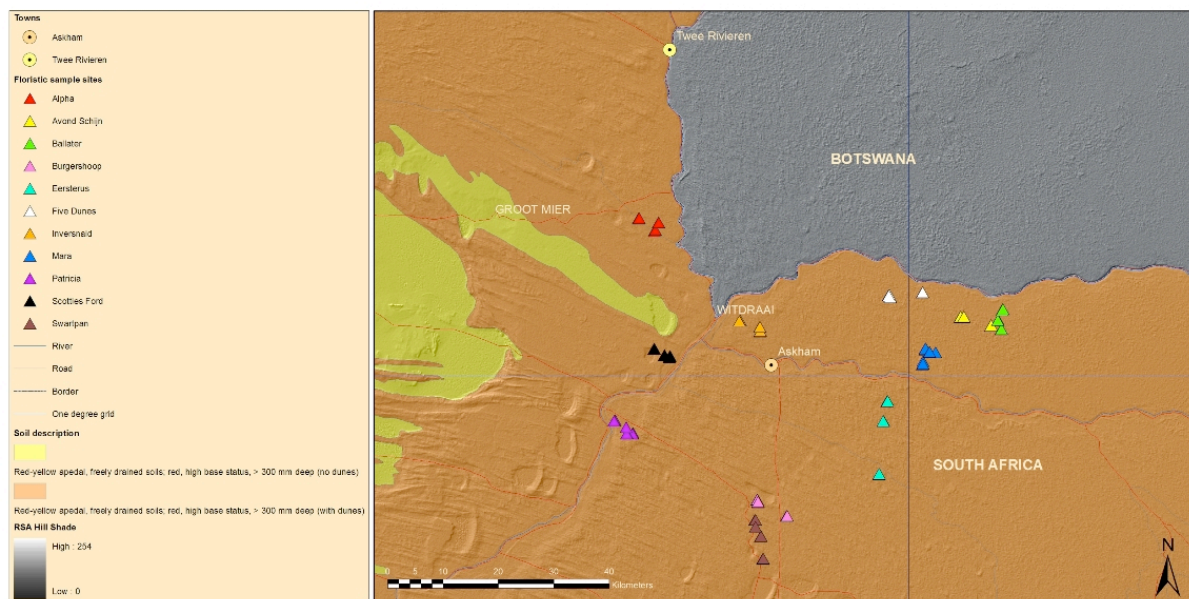 Towns
Askham
Twee Rivieren
Floristic sample sites
Alpha
Avond Schijn
Ballater
Burgershoop
Eersterus
Five Dunes
Inversnaid
Mara
Patricia
Scotties Ford
Swartpan
River
Road
Border
One degree grid
Soil description
Red-yellow apedal, freely drained soils; red, high base status, > 300 mm deep (no dunes)
Red-yellow apedal, freely drained soils; red, high base status, > 300 mm deep (with dunes)
RSA Hill Shade
High : 254
Low : 0
Twee Rivieren
BOTSWANA
GROOT MIER
WITDRAAI
Askham
SOUTH AFRICA
N
0 5 10 20 30 40
Kilometers